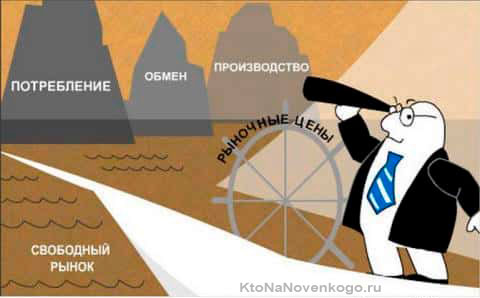 ПОТРЕБЛЕНИЕ
ОБМЕН
ПРОИЗВОДСТВО
РЫНОЧНЫЕ ЦЕНЫ
СВОБОДНЫЙ
РЫНОК
KtoNaNovenkogo.ru